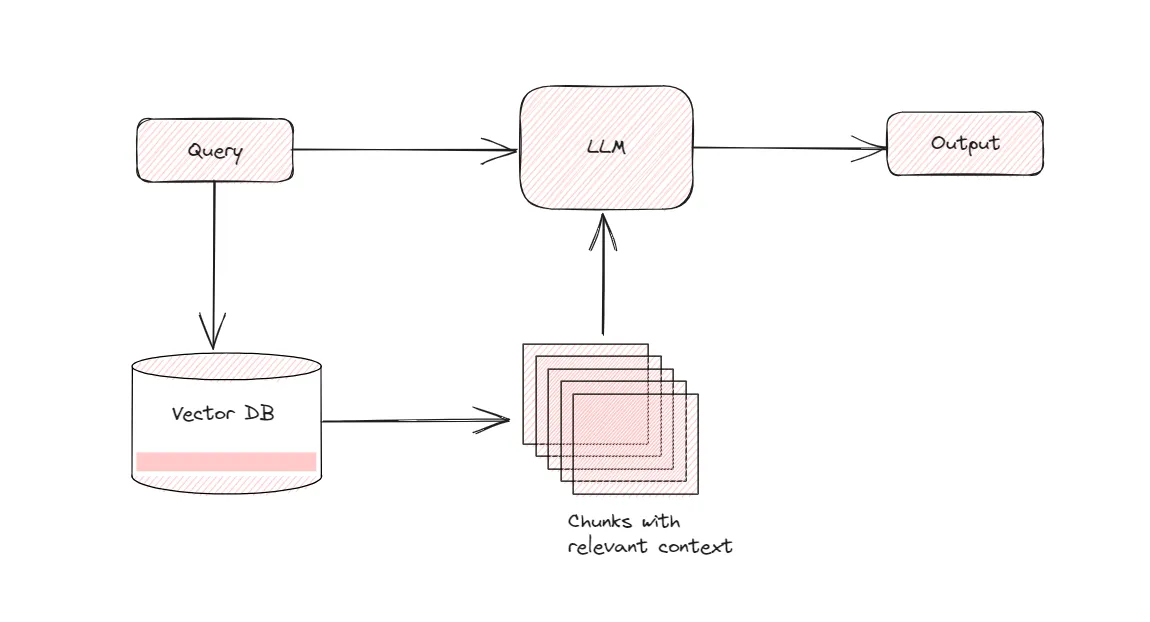 Query
LLM
Output
Vector DB
Chunks with
relevant context